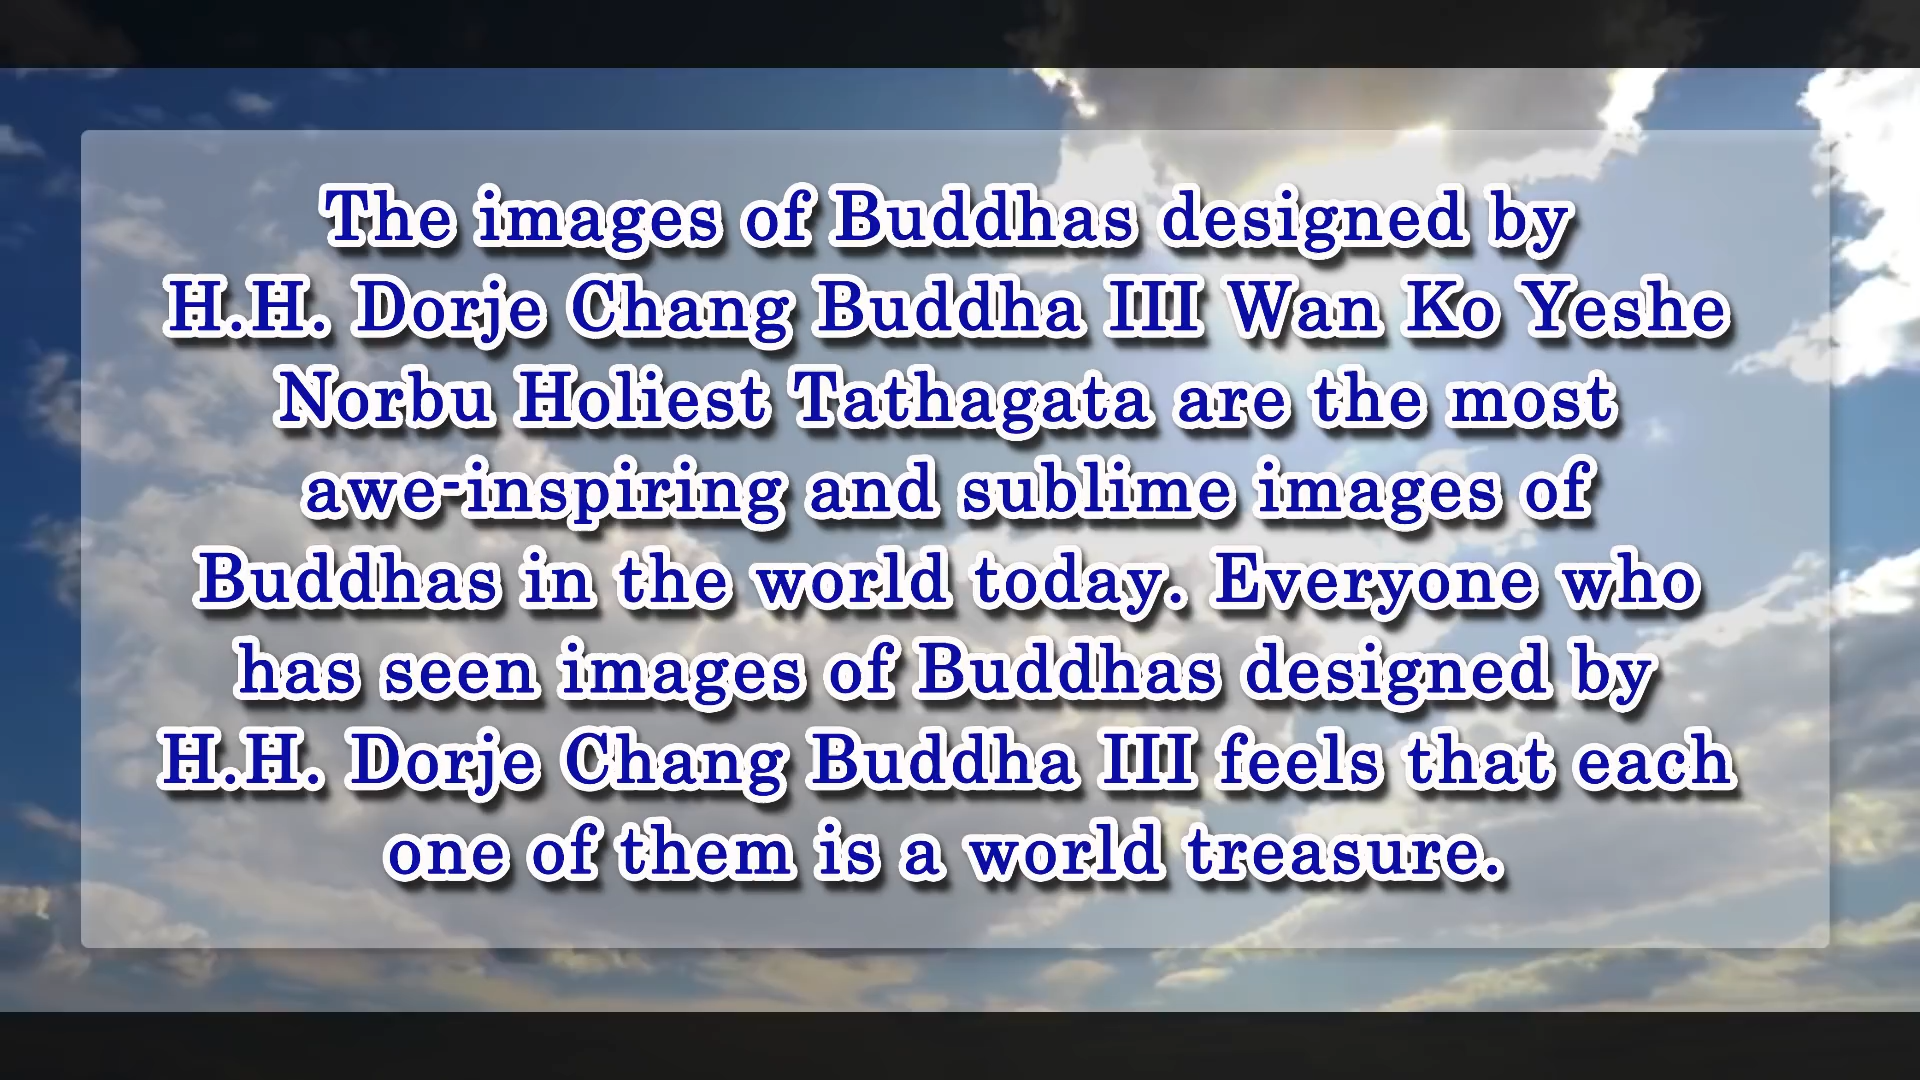 The images of Buddhas designed by
H.H. Dorje Chang Buddha III Wan Ko Yeshe
Norbu Holiest Tathagata are the most
awe-inspiring and sublime images of
Buddhas in the world today. Everyone who
has seen images of Buddhas designed by
H.H. Dorje Chang Buddha III feels that each
one of them is a world treasure.